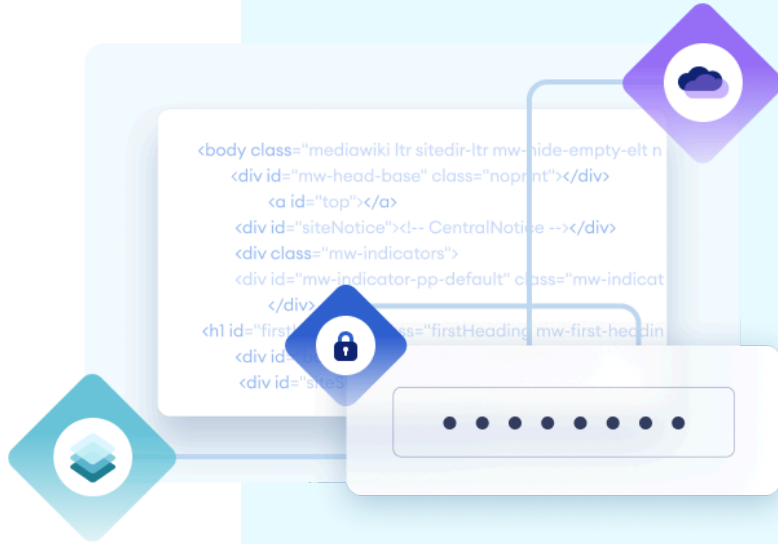 <body class="mediawiki ltr sitedir-ltr mw-hide-empty-elt n
<div id="mw-head-base" class="noprint"></div>
<a id="top"></a>
<div id="siteNotice"><!-- CentralNotice --></div>
<div class="mw-indicators">
<div id="mw-indicator-pp-default" class="mw-indicat
</div>
<h1 id="first ss="firstHeading mw-first-headin
<div id=
<div id="siteS